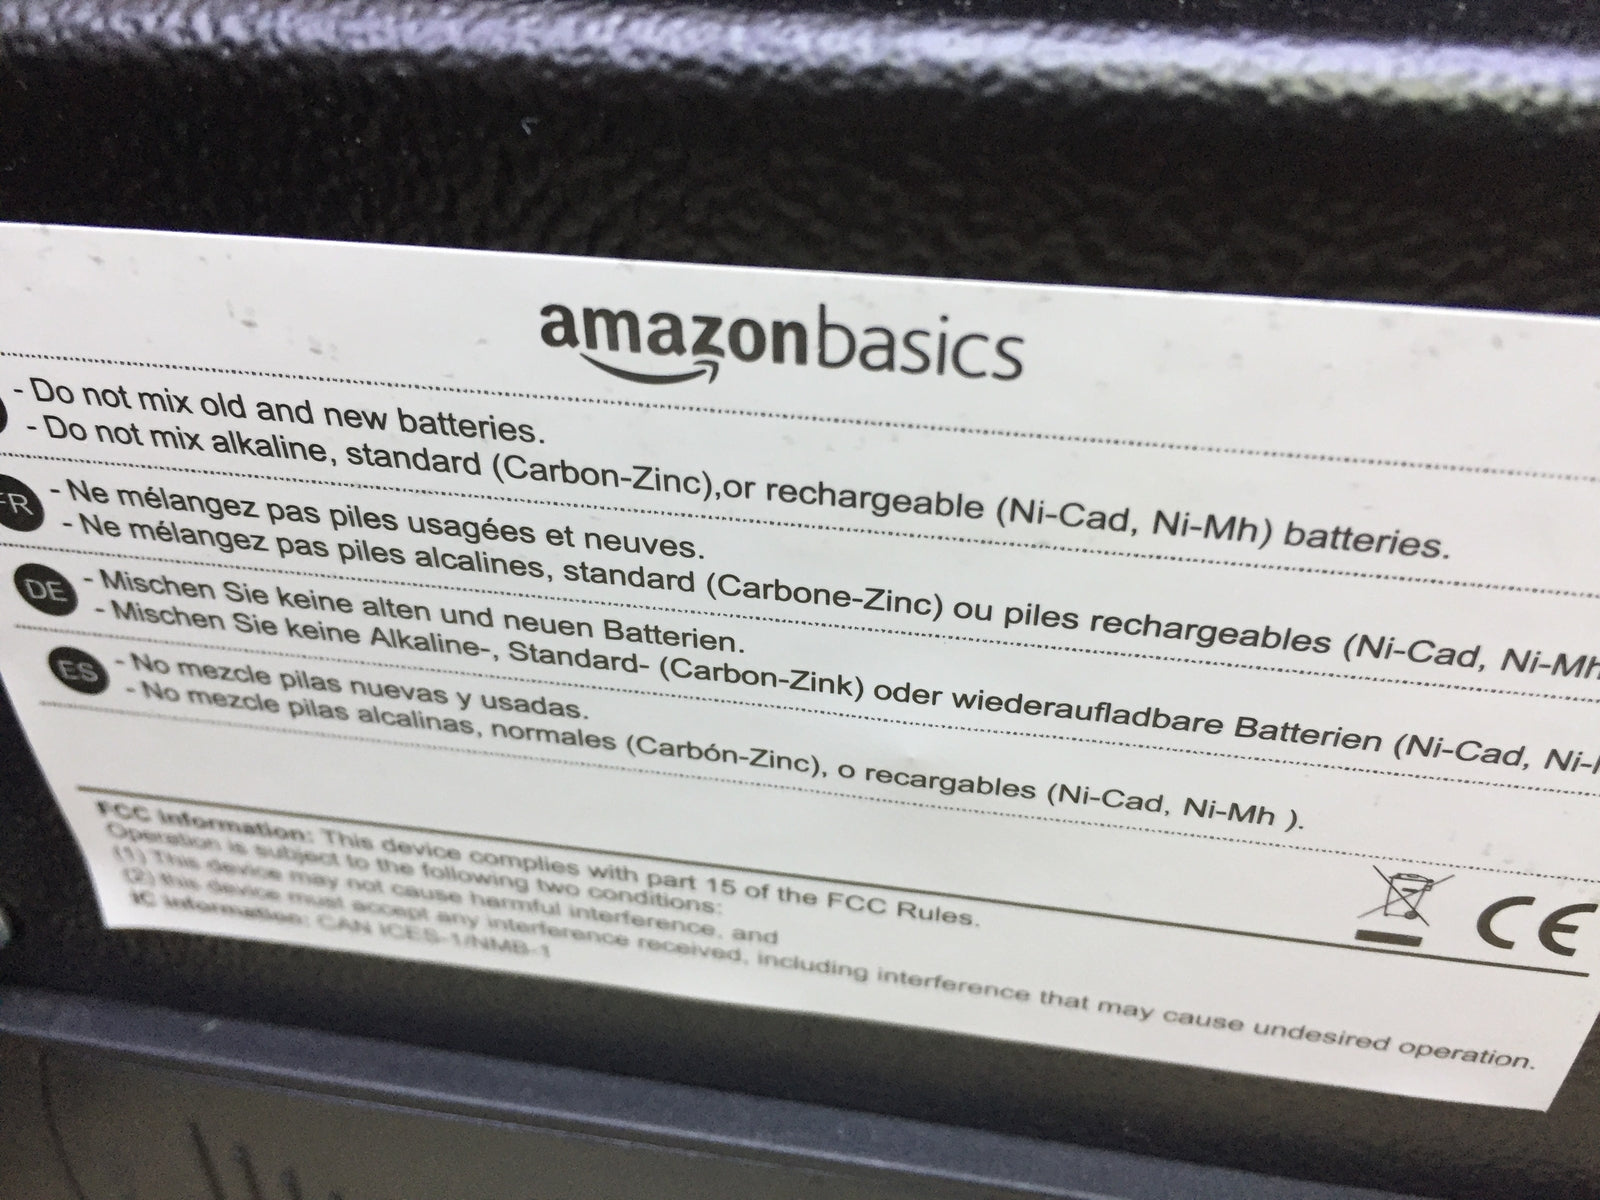 amazonbasics
- Do not mix old and new batteries.
- Do not mix alkaline, standard (Carbon-Zinc),or rechargeable (Ni-Cad, Ni-Mh) batteries.
FR - Ne mélangez pas piles usagées et neuves.
- Ne mélangez pas piles alcalines, standard (Carbone-Zinc) ou piles rechargeables (Ni-Cad, Ni-Mh
DE - Mischen Sie keine alten und neuen Batterien.
- Mischen Sie keine Alkaline-, Standard- (Carbon-Zink) oder wiederaufladbare Batterien (Ni-Cad, Ni-
ES - No mezcle pilas nuevas y usadas.
- No mezcle pilas alcalinas, normales (Carbón-Zinc), o recargables (Ni-Cad, Ni-Mh ).
CE
FCC information: This device complies with part 15 of the FCC Rules.
Operation is subject to the following two conditions:
(1) This device may not cause harmful interference, and
(2) this device must accept any interference received, including interference that may cause undesired operation.
IC information: CAN ICES-1/NMB-1